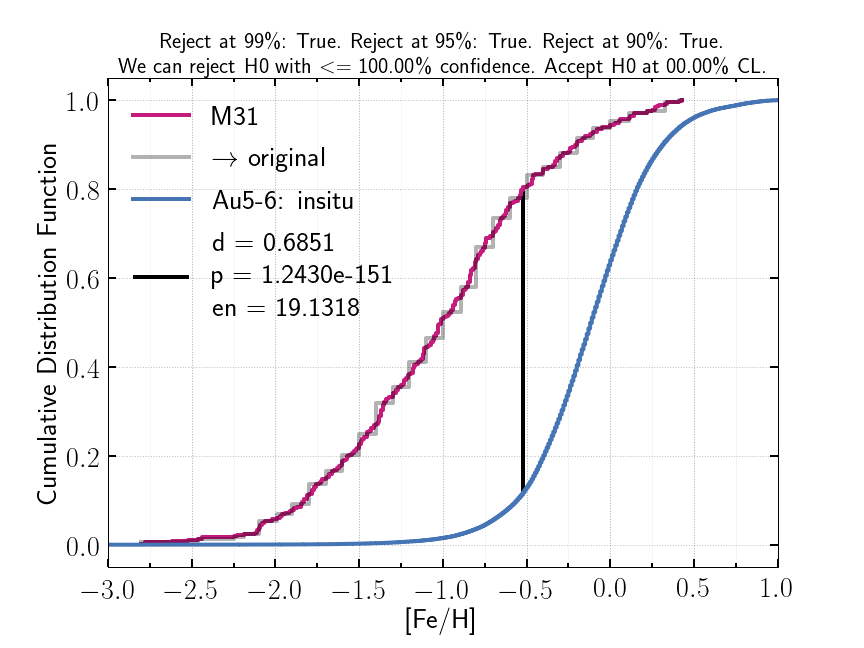 Reject at 99%: True. Reject at 95%: True. Reject at 90%: True.
We can reject H0 with <= 100.00% confidence. Accept H0 at 00.00% CL.
Cumulative Distribution Function
1.0
0.8
0.6
0.4
0.2
0.0
M31
→ original
Au5-6: insitu
d = 0.6851
p = 1.2430e-151
en = 19.1318
−3.0 −2.5 −2.0 −1.5 −1.0 −0.5 0.0 0.5 1.0
[Fe/H]